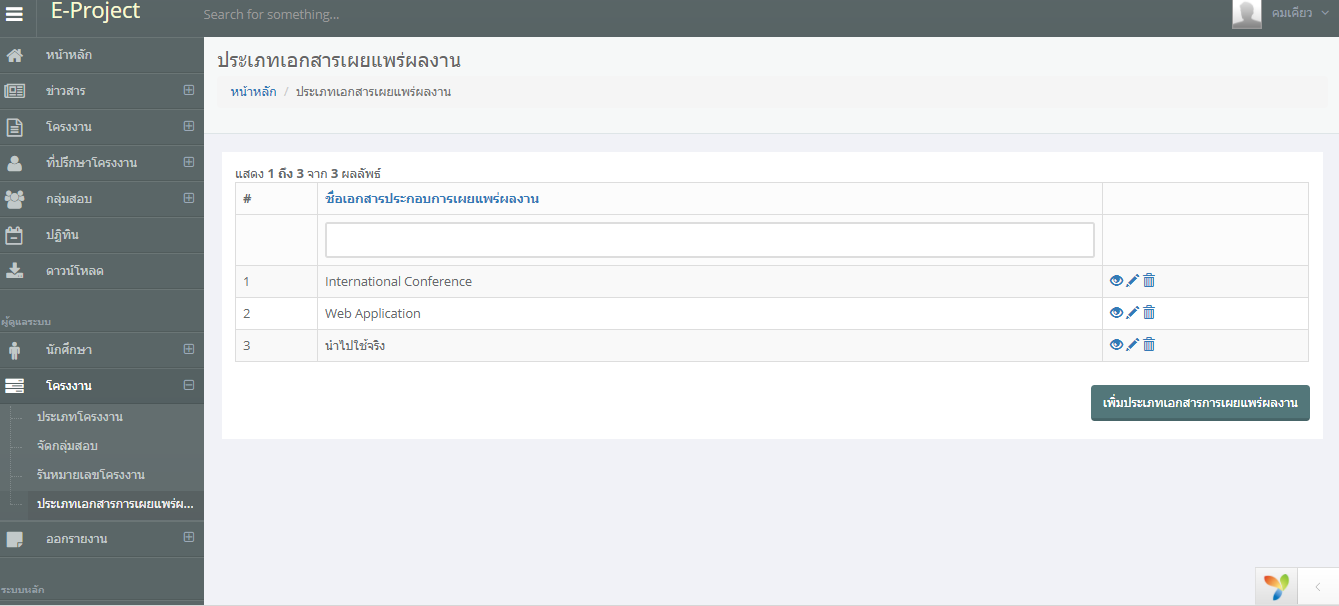 E-Project
Search for something...
คมเคียว
หน้าหลัก
ข่าวสาร
โครงงาน
ที่ปรึกษาโครงงาน
กลุ่มสอบ
ปฏิทิน
ดาวน์โหลด
ผู้ดูแลระบบ
นักศึกษา
โครงงาน
ประเภทโครงงาน
จัดกลุ่มสอบ
รันหมายเลขโครงงาน
ประเภทเอกสารการเผยแพร่ผ...
ออกรายงาน
ระบบหลัก
ประเภทเอกสารเผยแพร่ผลงาน
หน้าหลัก / ประเภทเอกสารเผยแพร่ผลงาน
แสดง 1 ถึง 3 จาก 3 ผลลัพธ์
# ชื่อเอกสารประกอบการเผยแพร่ผลงาน
1 International Conference
2 Web Application
3 นำไปใช้จริง
เพิ่มประเภทเอกสารการเผยแพร่ผลงาน